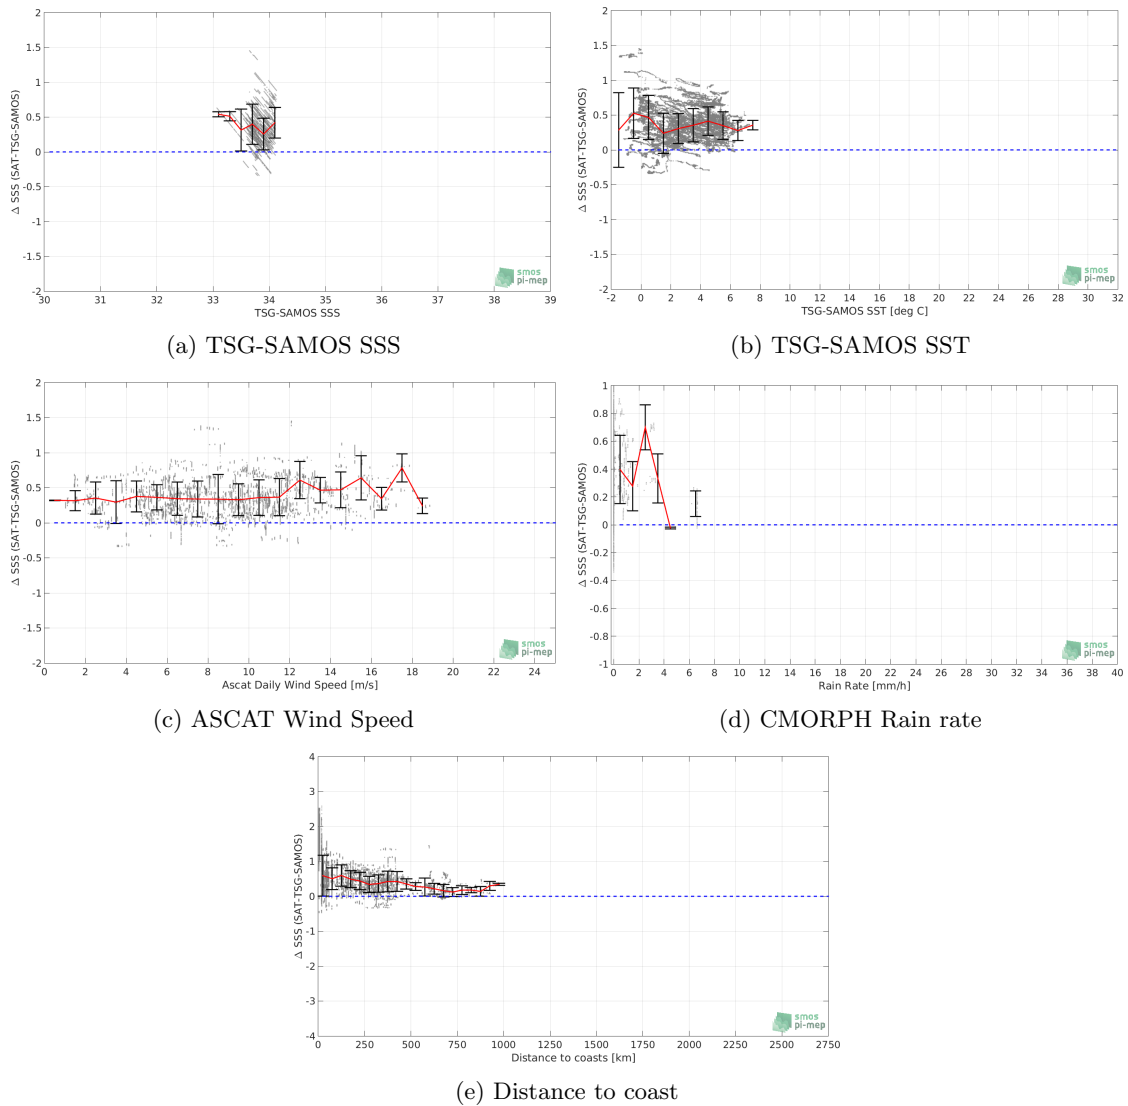 2
1.5
1
0.5
0
0.5
-1
-1.5
-2
Δ SSS (SAT-TSG-SAMOS)
30 31 32 33 34 35 36 37 38 39
TSG-SAMOS SSS
smos
pi-mep
(a) TSG-SAMOS SSS
2
1.5
1
0.5
0
0.5
-1
-1.5
-2
Δ SSS (SAT-TSG-SAMOS)
-2 0 2 4 6 8 10 12 14 16 18 20 22 24 26 28 30 32
TSG-SAMOS SST [deg C]
smos
pi-mep
(b) TSG-SAMOS SST
2
1.5
1
0.5
0
0.5
-1
-1.5
-2
Δ SSS (SAT-TSG-SAMOS)
0 2 4 6 8 10 12 14 16 18 20 22 24
Ascat Daily Wind Speed [m/s]
smos
pi-mep
(c) ASCAT Wind Speed
1
0.8
0.6
0.4
0.2
0
0.2
0.4
-0.6
-0.8
-1
Δ SSS (SAT-TSG-SAMOS)
0 2 4 6 8 10 12 14 16 18 20 22 24 26 28 30 32 34 36 38 40
Rain Rate [mm/h]
smos
pi-mep
(d) CMORPH Rain rate
4
3
2
1
0
-1
-2
-3
-4
Δ SSS (SAT-TSG-SAMOS)
0 250 500 750 1000 1250 1500 1750 2000 2250 2500 2750
Distance to coasts [km]
smos
pi-mep
(e) Distance to coast